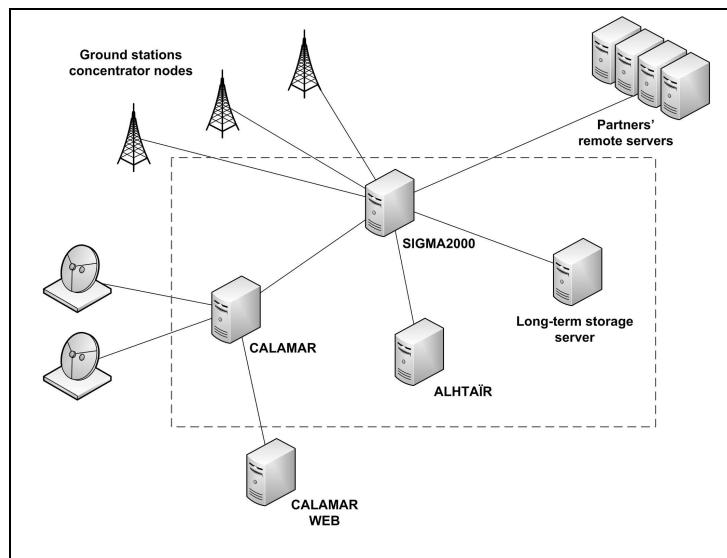 Ground stations
concentrator nodes
Partners'
remote servers
SIGMA2000
Long-term storage
server
CALAMAR
ALHTAÏR
CALAMAR
WEB